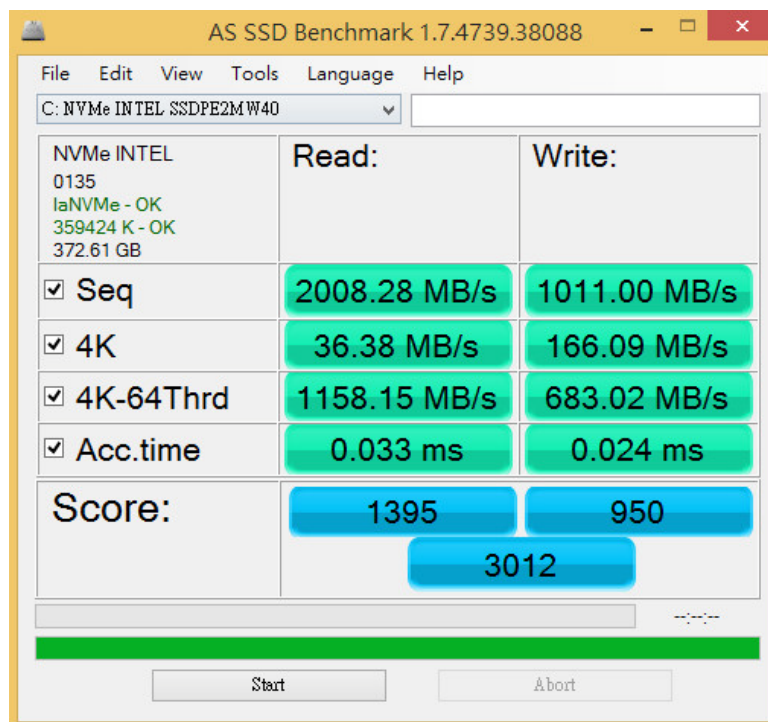 AS SSD Benchmark 1.7.4739.38088
File Edit View Tools Language Help
C: NVMe INTEL SSDPE2MW40
NVMe INTEL
0135
IaNVMe - OK
359424 K - OK
372.61 GB
Read: Write:
Seq 2008.28 MB/s 1011.00 MB/s
4K 36.38 MB/s 166.09 MB/s
4K-64Thrd 1158.15 MB/s 683.02 MB/s
Acc.time 0.033 ms 0.024 ms
Score: 1395 950
3012
--:--:--
Start Abort